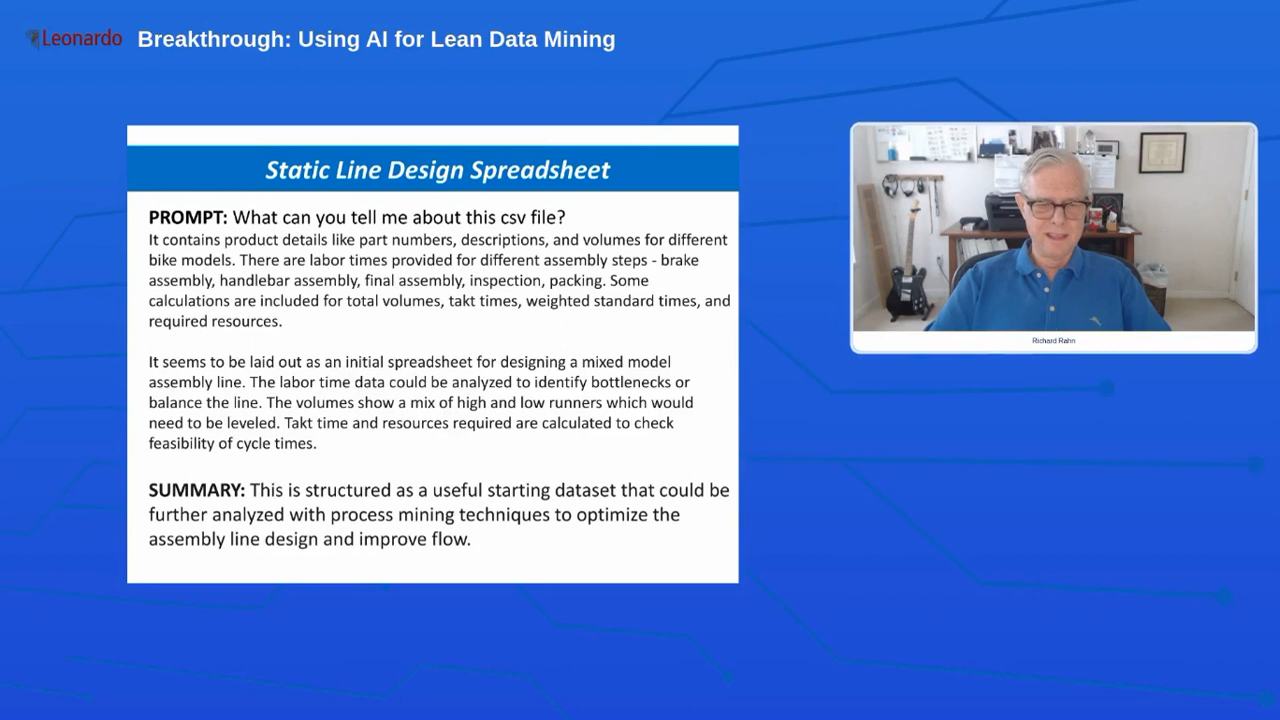 Leonardo
Breakthrough: Using AI for Lean Data Mining
Static Line Design Spreadsheet
PROMPT: What can you tell me about this csv file?
It contains product details like part numbers, descriptions, and volumes for different
bike models. There are labor times provided for different assembly steps - brake
assembly, handlebar assembly, final assembly, inspection, packing. Some
calculations are included for total volumes, takt times, weighted standard times, and
required resources.
It seems to be laid out as an initial spreadsheet for designing a mixed model
assembly line. The labor time data could be analyzed to identify bottlenecks or
balance the line. The volumes show a mix of high and low runners which would
need to be leveled. Takt time and resources required are calculated to check
feasibility of cycle times.
SUMMARY: This is structured as a useful starting dataset that could be
further analyzed with process mining techniques to optimize the
assembly line design and improve flow.
Richard Rahn